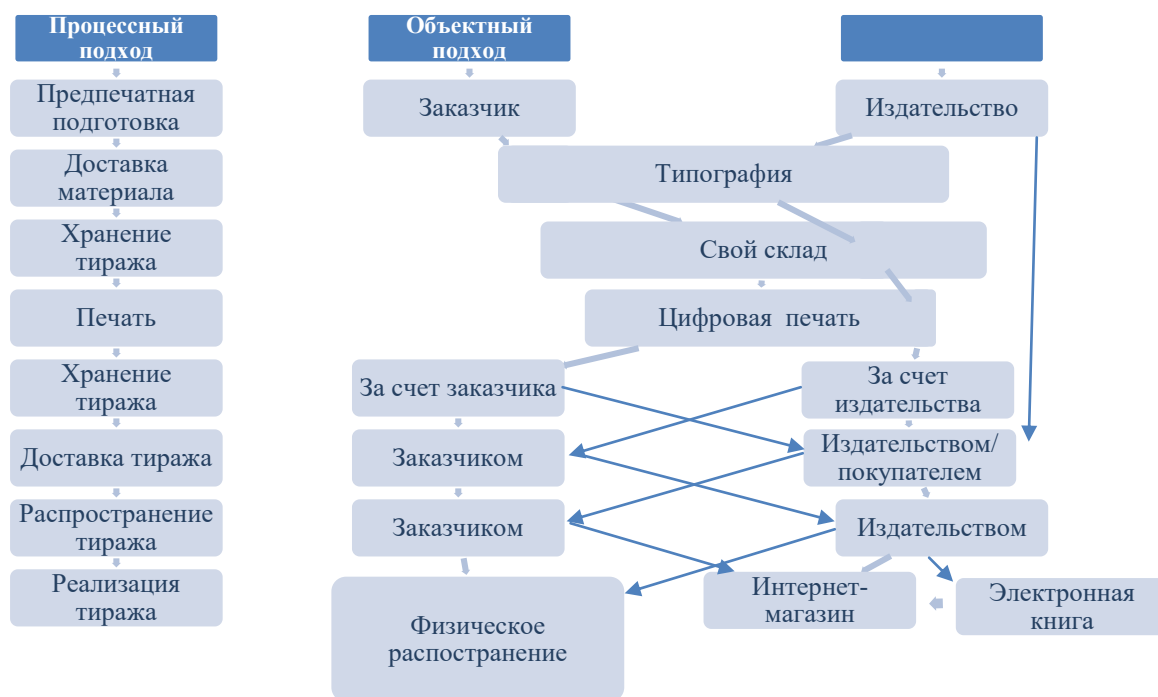 Процессный
подход
Объектный
подход
Предпечатная
подготовка
Заказчик
Издательство
Доставка
материала
Типография
Хранение
тиража
Свой склад
Печать
Цифровая печать
Хранение
тиража
За счет заказчика
За счет
издательства
Доставка тиража
Заказчиком
Издательством/
покупателем
Распространение
тиража
Заказчиком
Издательством
Реализация
тиража
Физическое
распостранение
Интернет-
магазин
Электронная
книга